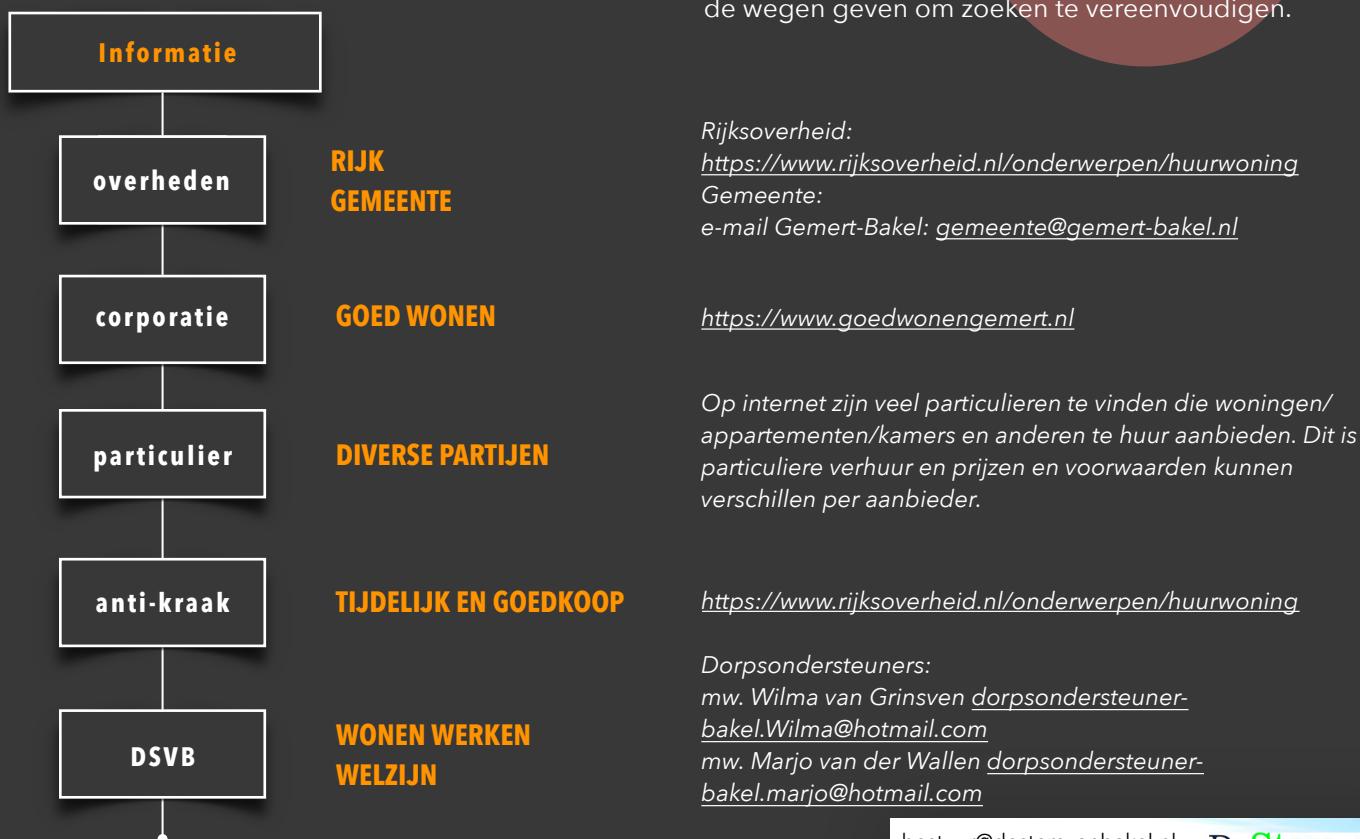 de wegen geven om zoeken te vereenvoudigen.
Informatie
overheden
RIJK
GEMEENTE
Rijksoverheid:
https://www.rijksoverheid.nl/onderwerpen/huurwoning
Gemeente:
e-mail Gemert-Bakel: gemeente@gemert-bakel.nl
corporatie
GOED WONEN
https://www.goedwonengemert.nl
particulier
DIVERSE PARTIJEN
Op internet zijn veel particulieren te vinden die woningen/
appartementen/kamers en anderen te huur aanbieden. Dit is
particuliere verhuur en prijzen en voorwaarden kunnen
verschillen per aanbieder.
anti-kraak
TIJDELIJK EN GOEDKOOP
https://www.rijksoverheid.nl/onderwerpen/huurwoning
DSVB
WONEN WERKEN
WELZIJN
Dorpsondersteuners:
mw. Wilma van Grinsven dorpsondersteuner-
bakel.Wilma@hotmail.com
mw. Marjo van der Wallen dorpsondersteuner-
bakel.marjo@hotmail.com